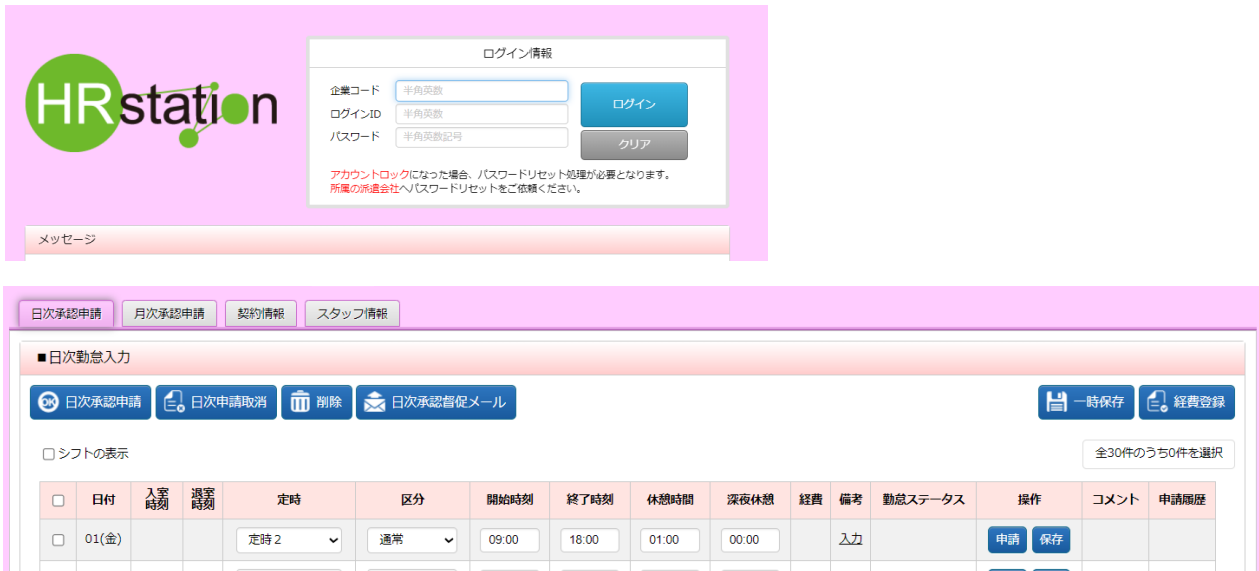 HRstation
ログイン情報
企業コード 半角英数
ログインID 半角英数
パスワード 半角英数記号
ログイン
クリア
アカウントロックになった場合、パスワードリセット処理が必要となります。
所属の派遣会社へパスワードリセットをご依頼ください。
メッセージ
日次承認申請 月次承認申請 契約情報 スタッフ情報
■日次勤怠入力
OK 日次承認申請 日次申請取消 削除 日次承認督促メール 一時保存 経費登録
シフトの表示 全30件のうち0件を選択
日付 入室時刻 退室時刻 定時 区分 開始時刻 終了時刻 休憩時間 深夜休憩 経費 備考 勤怠ステータス 操作 コメント 申請履歴
01(金) 定時２ 通常 09:00 18:00 01:00 00:00 入力 申請 保存